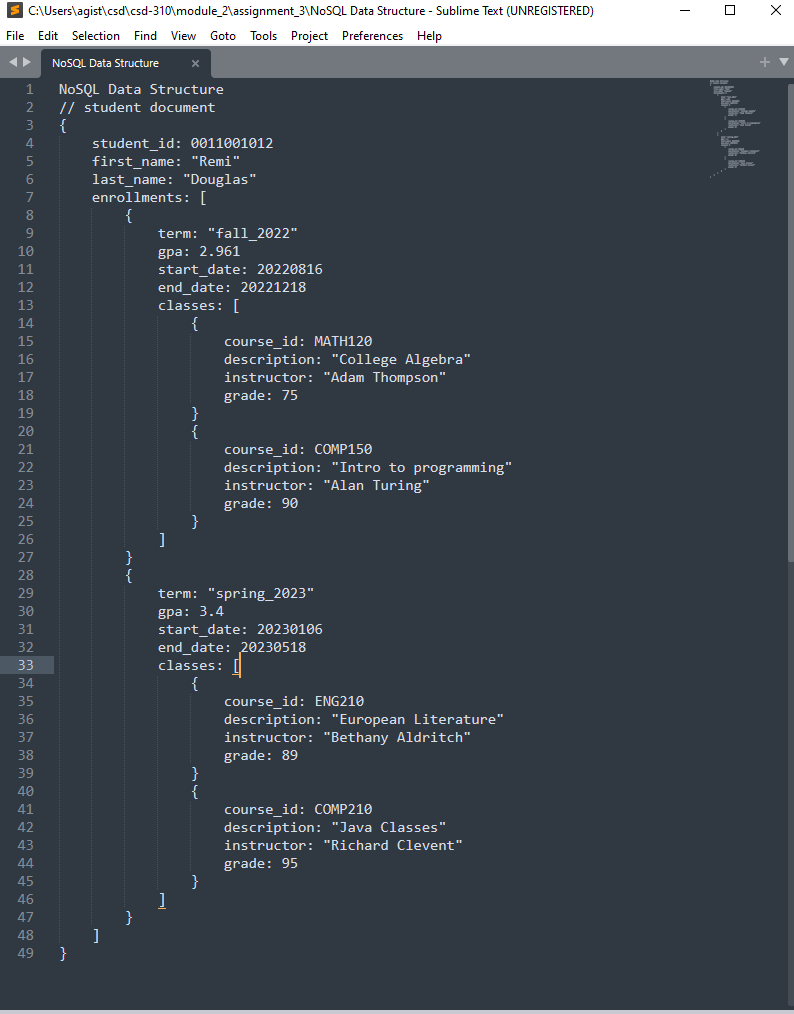 C:\Users\agist\csd\csd-310\module_2\assignment_3\NoSQL Data Structure - Sublime Text (UNREGISTERED)
File Edit Selection Find View Goto Tools Project Preferences Help
NoSQL Data Structure
1 NoSQL Data Structure
2 // student document
3 {
4 student_id: 0011001012
5 first_name: "Remi"
6 last_name: "Douglas"
7 enrollments: [
8 {
9 term: "fall_2022"
10 gpa: 2.961
11 start_date: 20220816
12 end_date: 20221218
13 classes: [
14 {
15 course_id: MATH120
16 description: "College Algebra"
17 instructor: "Adam Thompson"
18 grade: 75
19 }
20 {
21 course_id: COMP150
22 description: "Intro to programming"
23 instructor: "Alan Turing"
24 grade: 90
25 }
26 ]
27 }
28 {
29 term: "spring_2023"
30 gpa: 3.4
31 start_date: 20230106
32 end_date: 20230518
33 classes: [
34 {
35 course_id: ENG210
36 description: "European Literature"
37 instructor: "Bethany Aldritch"
38 grade: 89
39 }
40 {
41 course_id: COMP210
42 description: "Java Classes"
43 instructor: "Richard Clevent"
44 grade: 95
45 }
46 ]
47 }
48 ]
49 }